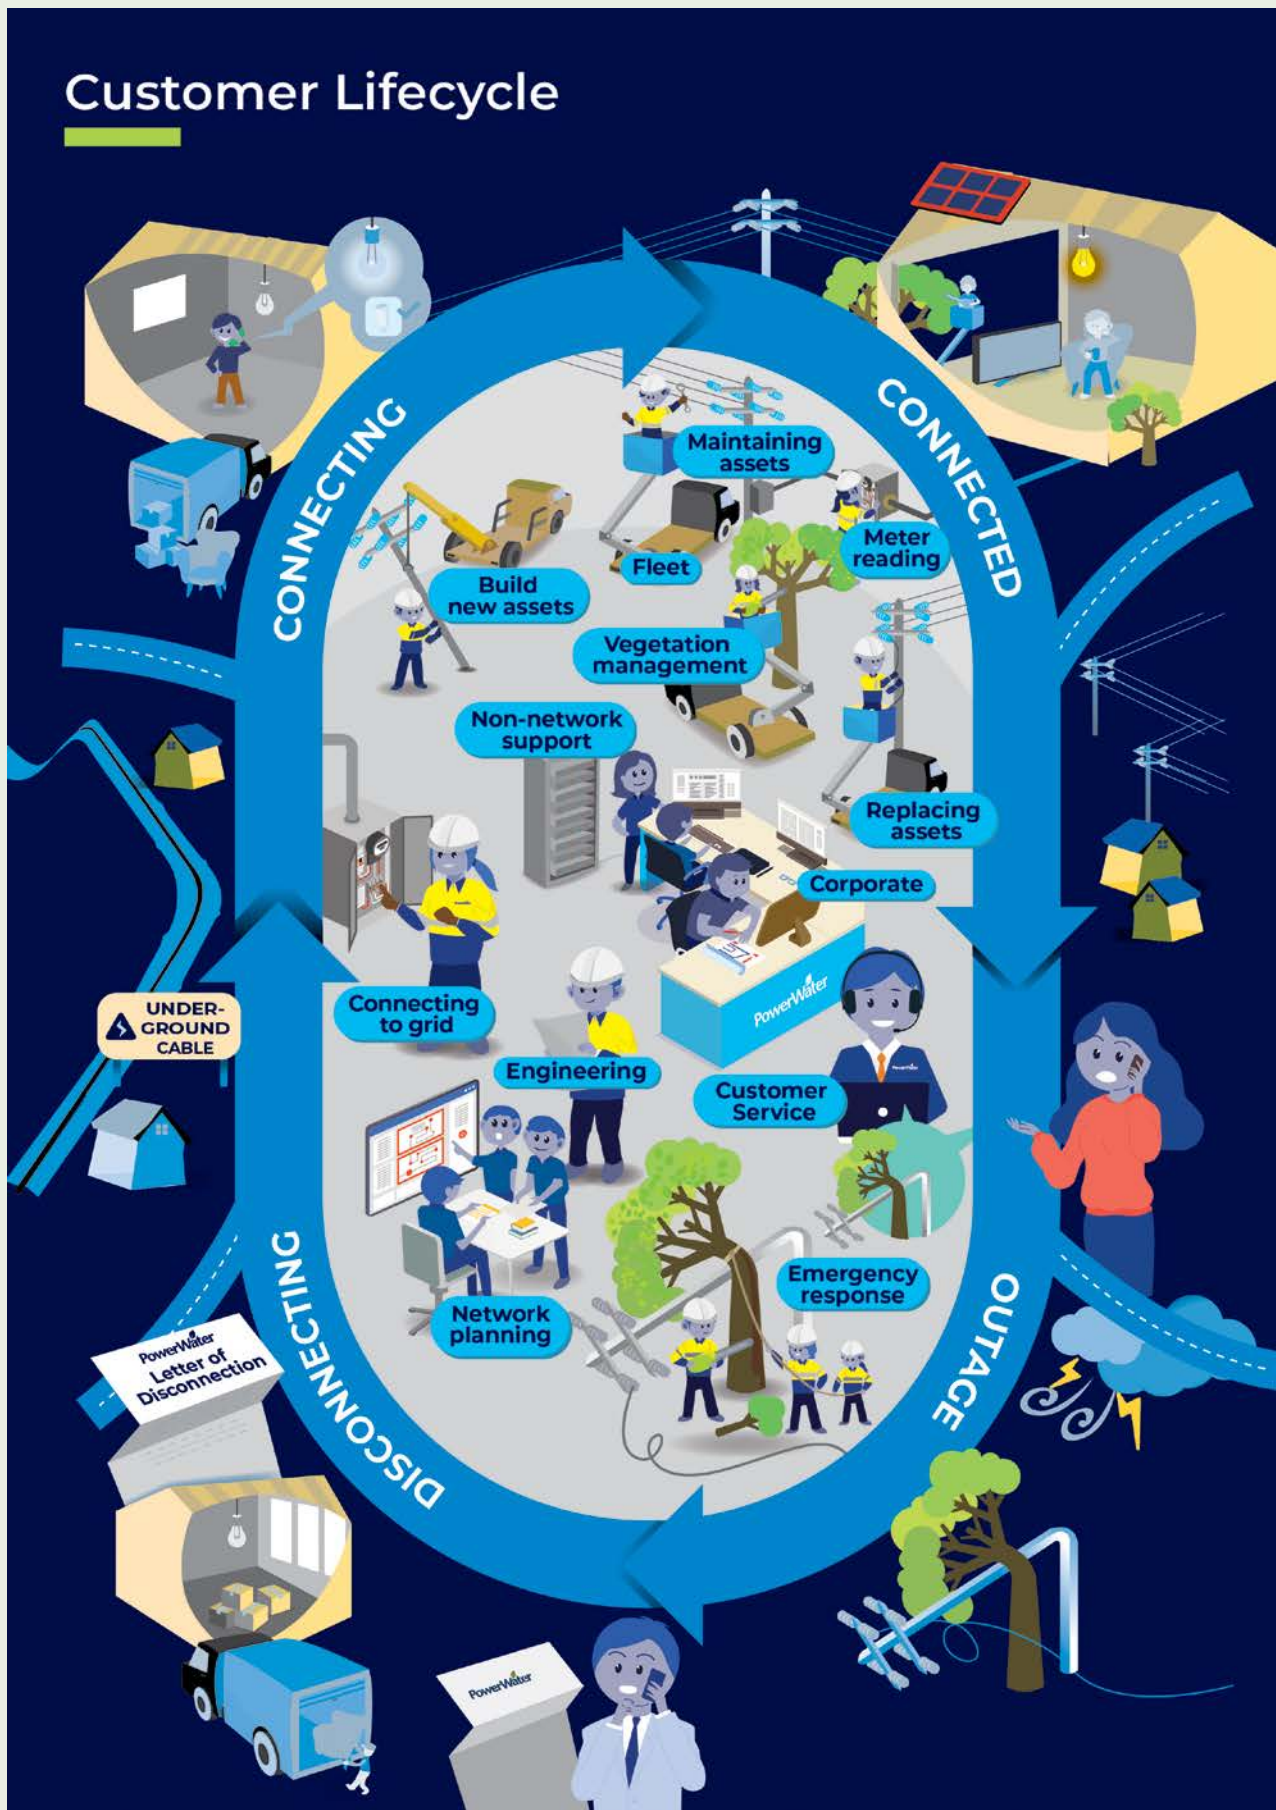 Customer Lifecycle
CONNECTING
CONNECTED
Maintaining
assets
Meter
reading
Fleet
Build
new assets
Vegetation
management
Non-network
support
Replacing
assets
Corporate
PowerWater
UNDER-
GROUND
CABLE
Connecting
to grid
Engineering
Customer
Service
Emergency
response
Network
planning
OUTAGE
DISCONNECTING
PowerWater
Letter of
Disconnection
PowerWater